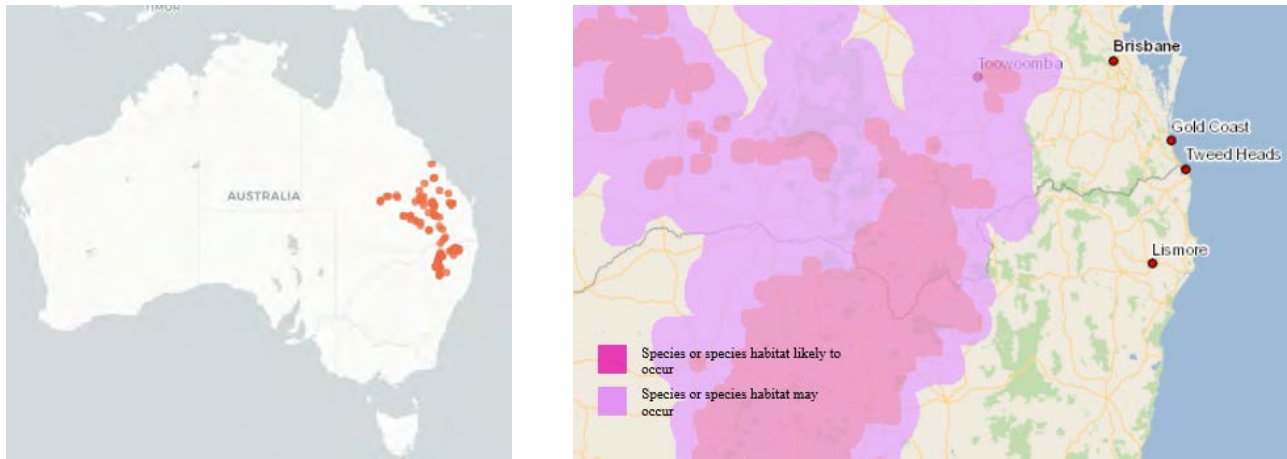 TIMOR
AUSTRALIA
Brisbane
Toowoomba
Gold Coast
Tweed Heads
Lismore
Species or species habitat likely to
occur
Species or species habitat may
occur